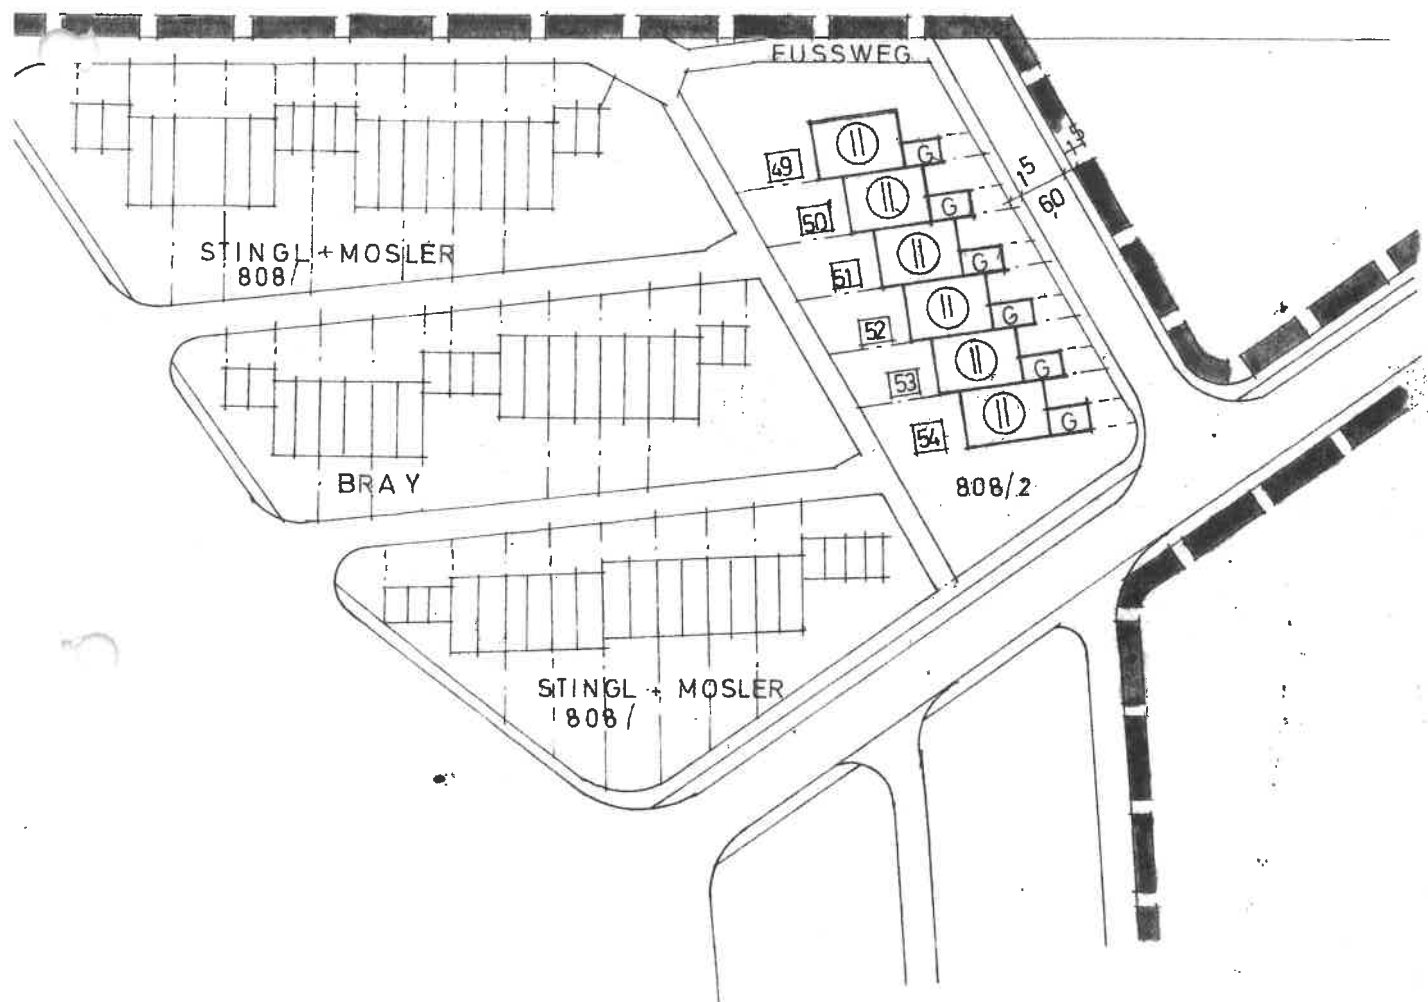 FUSSWEG
49
II
G
50
II
G
15
1,5
60
STINGL + MOSLER
808/
51
II
G
52
II
G
53
II
G
54
II
G
BRAY
808/2
STINGL + MOSLER
808/